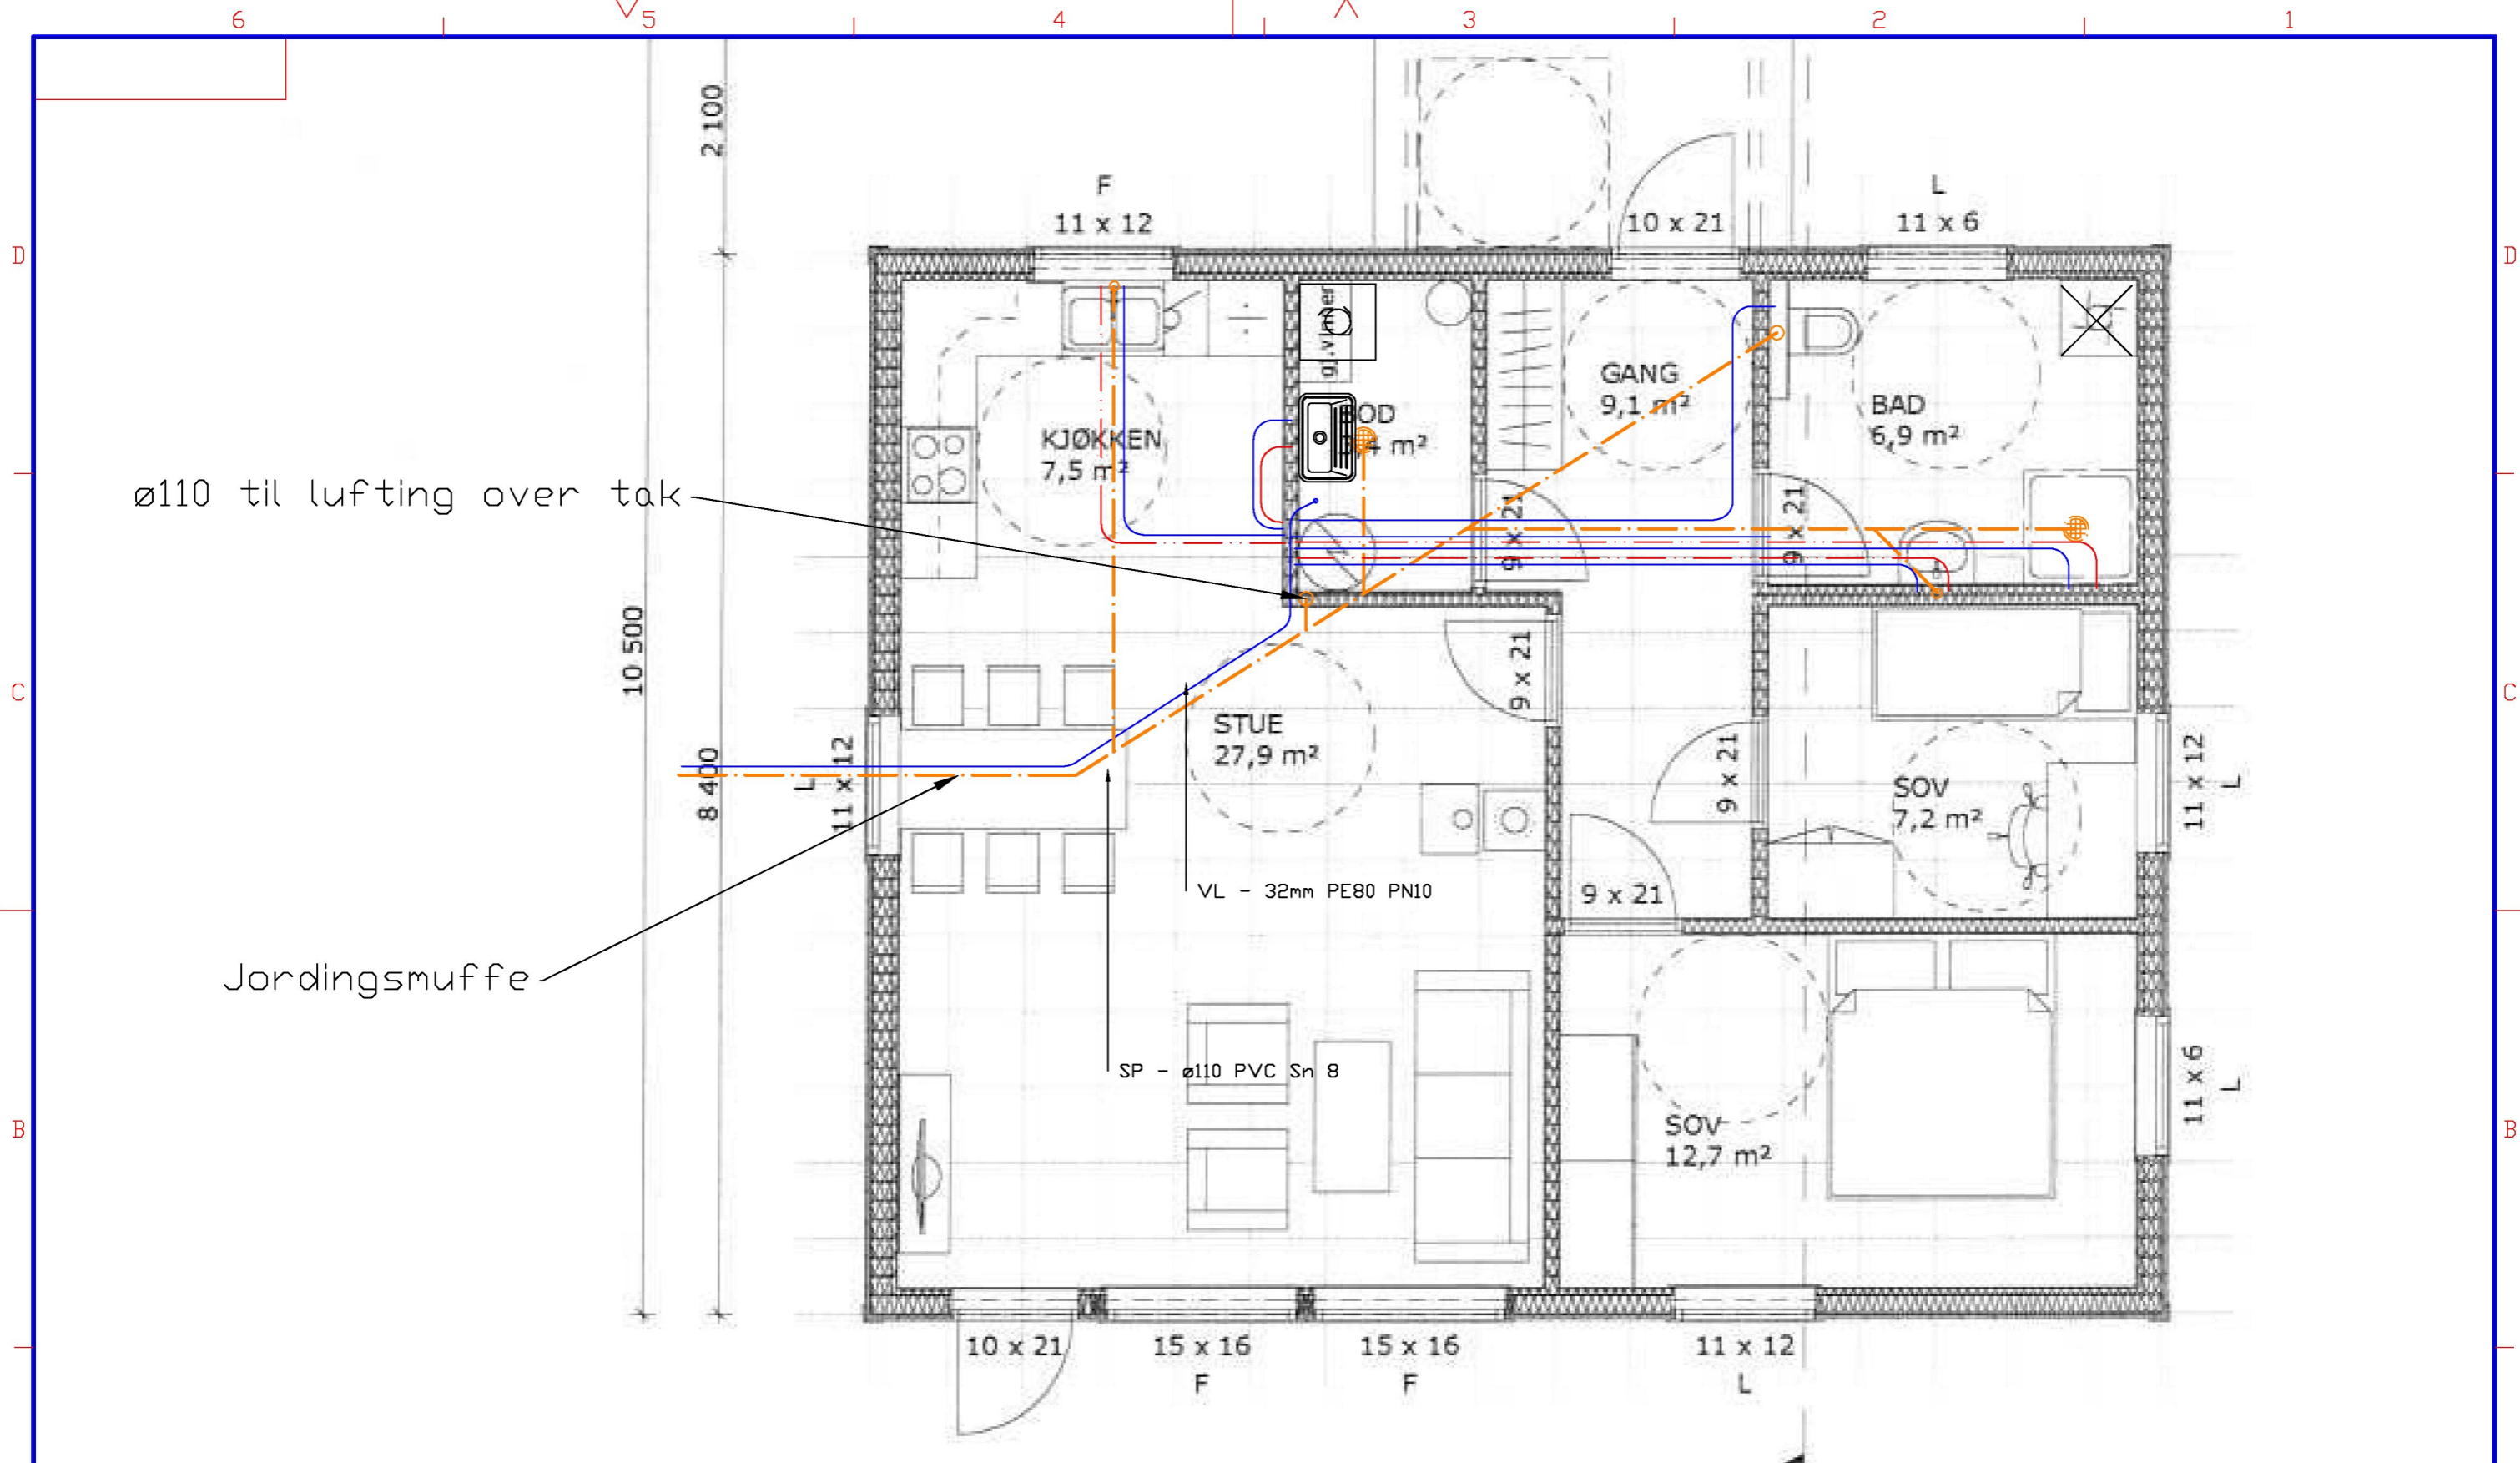 6
5
4
3
2
1
D
D
C
C
B
B
2 100
10 500
8 400
F
11 x 12
10 x 21
L
11 x 6
KJØKKEN
7,5 m²
BOD
4 m²
GANG
9,1 m²
BAD
6,9 m²
ø110 til lufting over tak
9 x 21
9 x 21
9 x 21
9 x 21
9 x 21
STUE
27,9 m²
SOV
7,2 m²
L
11 x 12
11 x 12
L
VL - 32mm PE80 PN10
Jordingsmuffe
SP - ø110 PVC Sn 8
SOV
12,7 m²
11 x 6
L
10 x 21
15 x 16
F
15 x 16
F
11 x 12
L